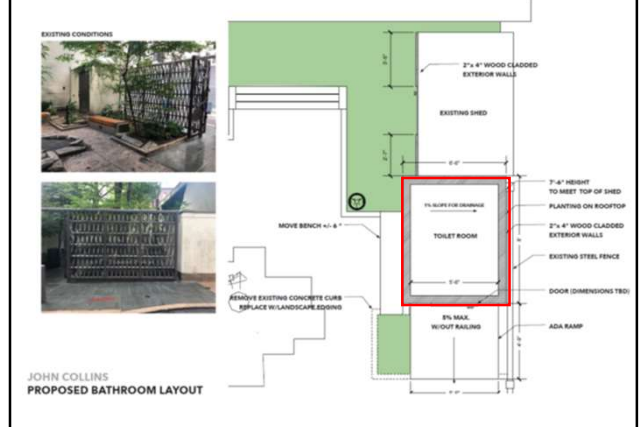 EXISTING CONDITIONS
2"x 4" WOOD CLADDED
EXTERIOR WALLS
EXISTING SHED
7'-6" HEIGHT
TO MEET TOP OF SHED
PLANTING ON ROOFTOP
2"x 4" WOOD CLADDED
EXTERIOR WALLS
EXISTING STEEL FENCE
DOOR (DIMENSIONS TBD)
ADA RAMP
SLOPE FOR DRAINAGE
TOILET ROOM
MOVE BENCH +/- 6 "
REMOVE EXISTING CONCRETE CURB
REPLACE W/LANDSCAPE EDGING
8% MAX.
W/OUT RAILING
JOHN COLLINS
PROPOSED BATHROOM LAYOUT